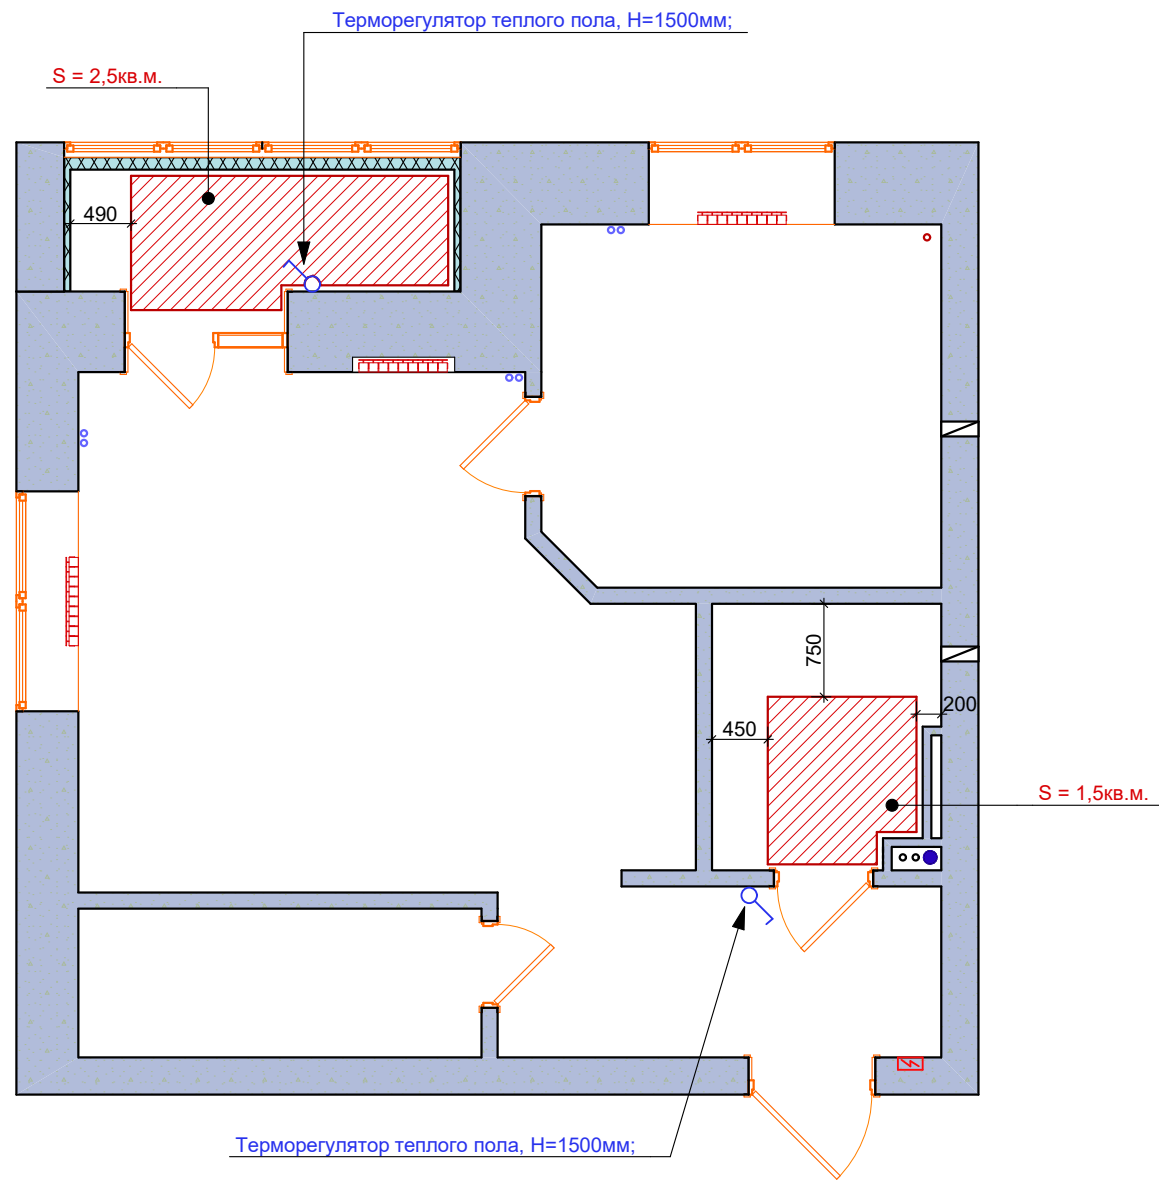 Терморегулятор теплого пола, Н=1500мм;
S = 2,5кв.м.
490
750
200
450
S = 1,5кв.м.
Терморегулятор теплого пола, Н=1500мм;